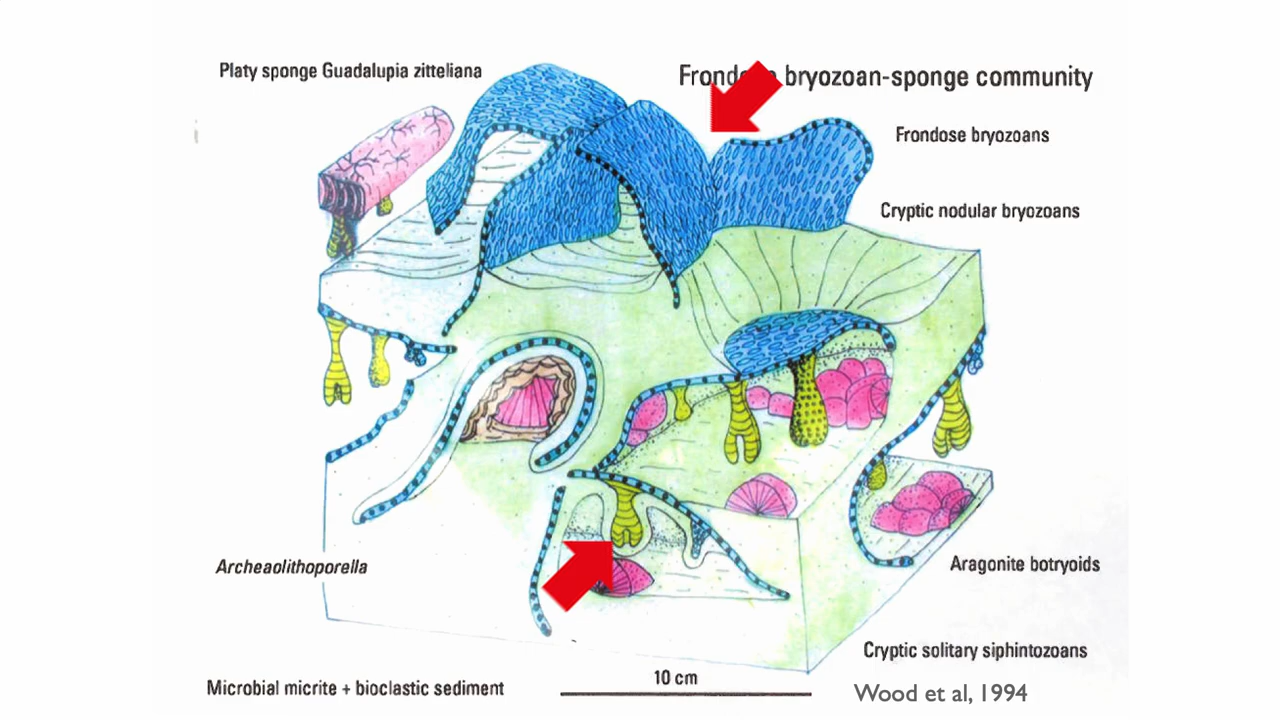 Platy sponge Guadalupia zitteliana
bryozoan-sponge community
Frondose bryozoans
Cryptic nodular bryozoans
Archeaolithoporella
Aragonite botryoids
Cryptic solitary siphintozoans
10 cm
Microbial micrite + bioclastic sediment
Wood et al, 1994